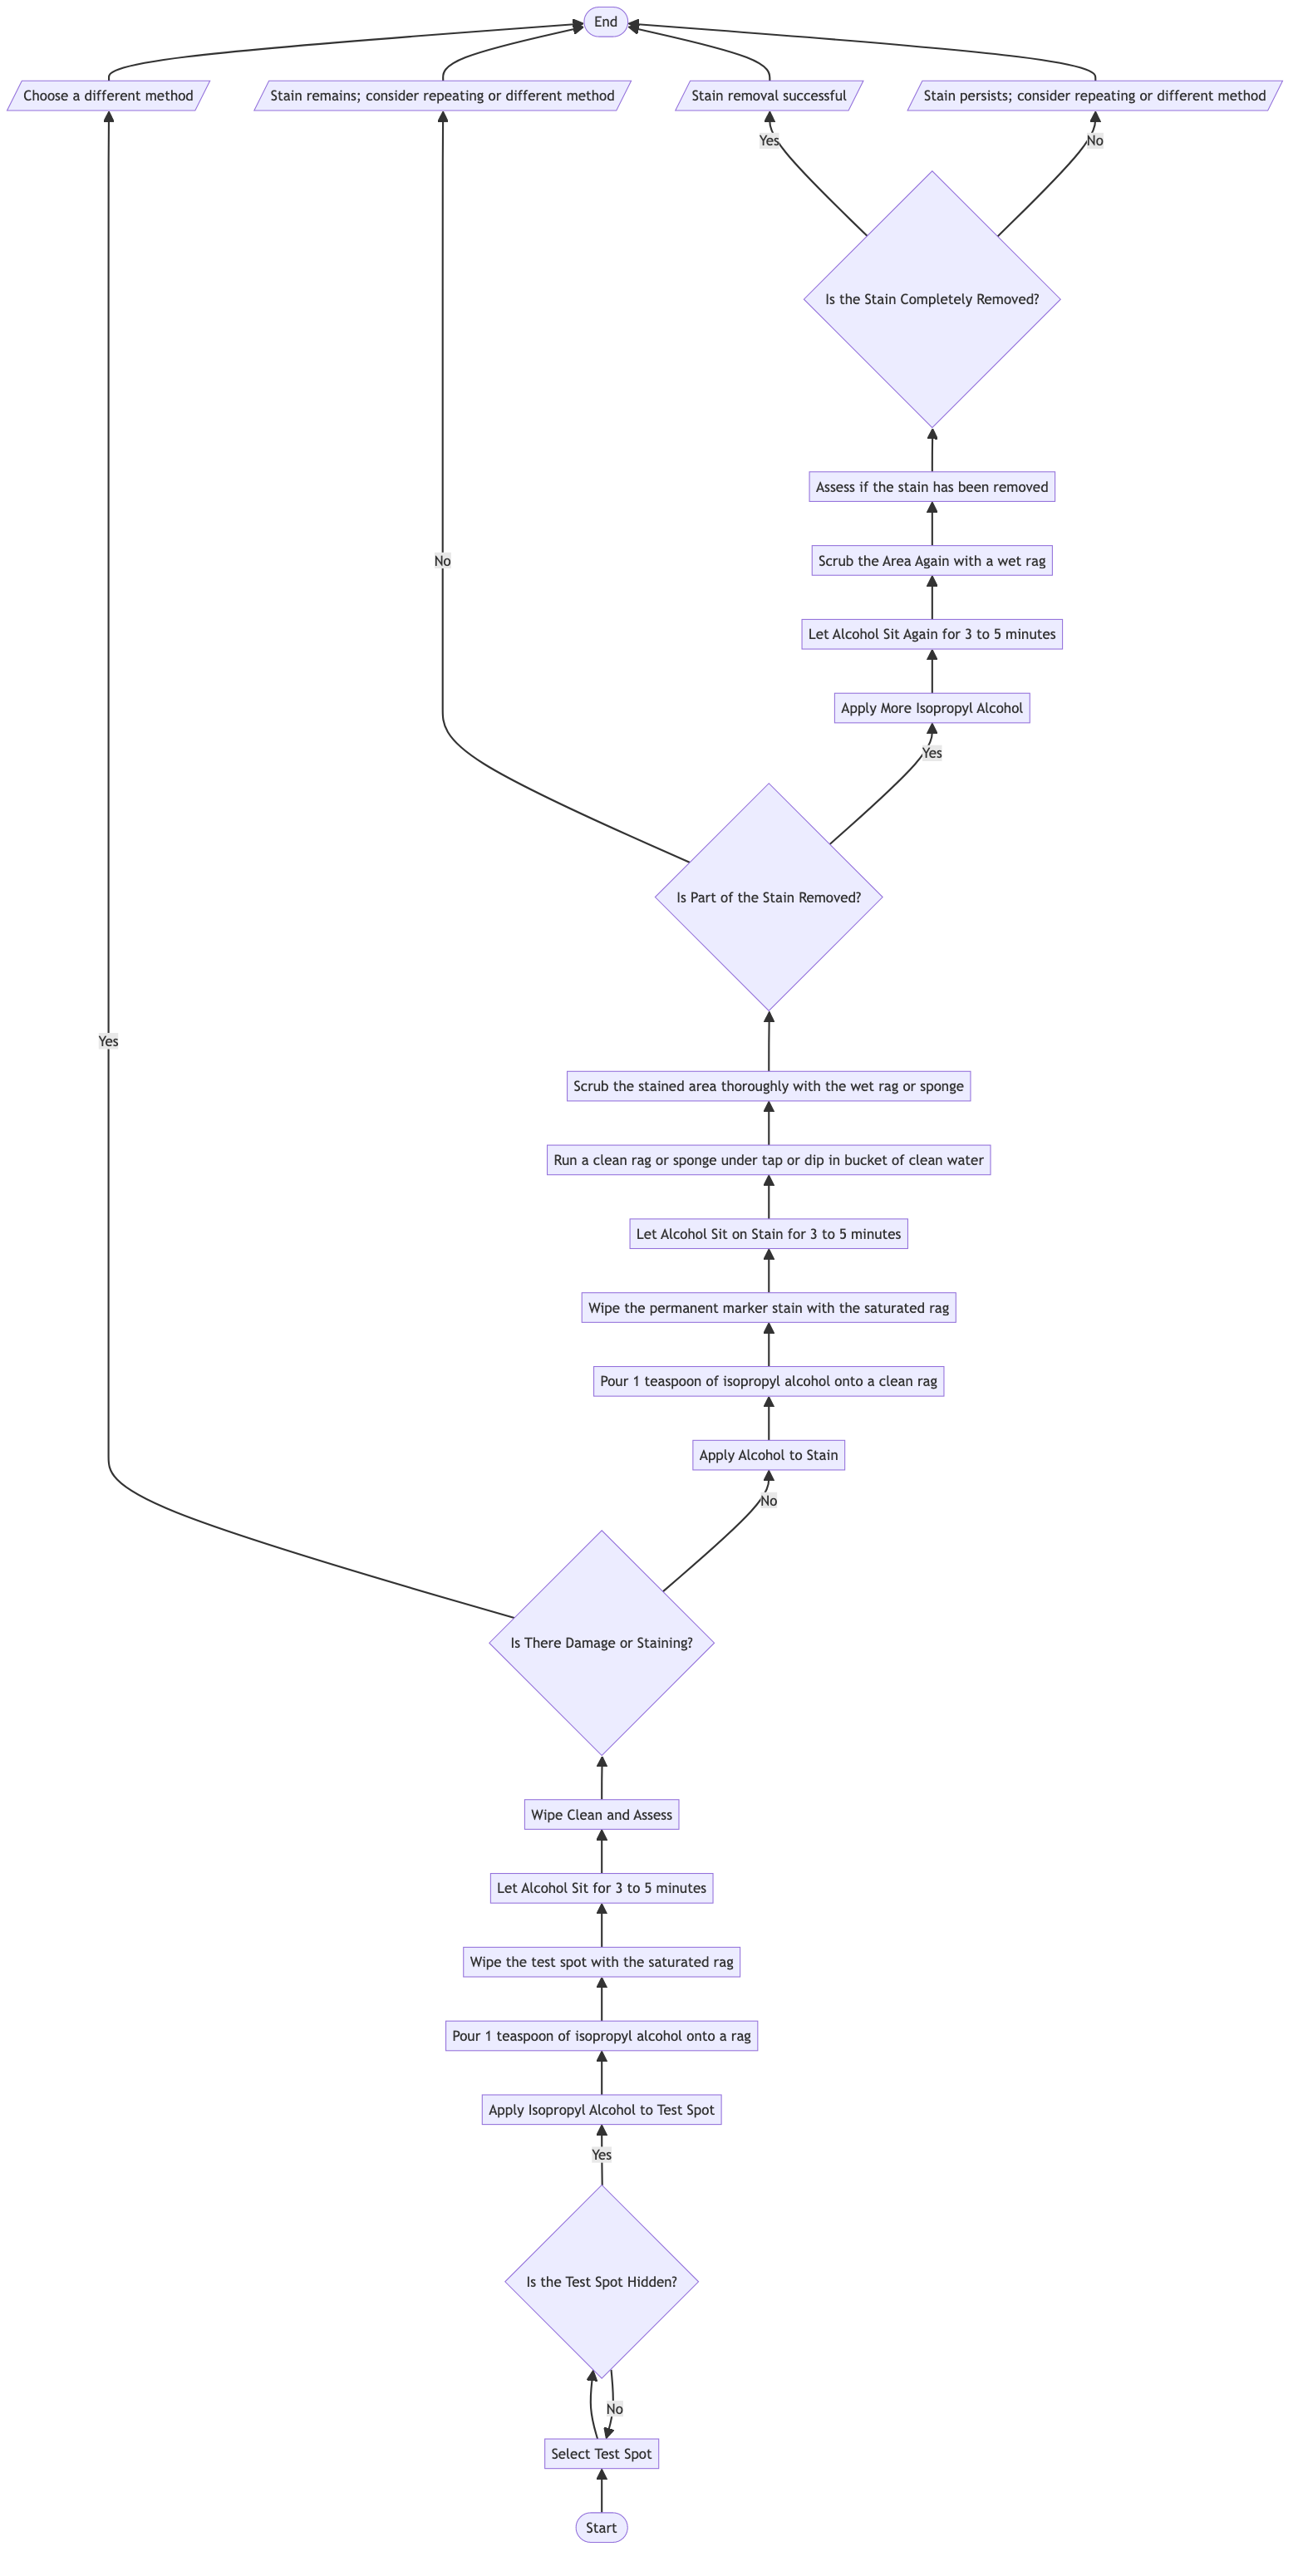 End
Choose a different method
Stain remains; consider repeating or different method
Stain removal successful
Stain persists; consider repeating or different method
Yes
No
Is the Stain Completely Removed?
Assess if the stain has been removed
Scrub the Area Again with a wet rag
No
Let Alcohol Sit Again for 3 to 5 minutes
Apply More Isopropyl Alcohol
Yes
Is Part of the Stain Removed?
Yes
Scrub the stained area thoroughly with the wet rag or sponge
Run a clean rag or sponge under tap or dip in bucket of clean water
Let Alcohol Sit on Stain for 3 to 5 minutes
Wipe the permanent marker stain with the saturated rag
Pour 1 teaspoon of isopropyl alcohol onto a clean rag
Apply Alcohol to Stain
No
Is There Damage or Staining?
Wipe Clean and Assess
Let Alcohol Sit for 3 to 5 minutes
Wipe the test spot with the saturated rag
Pour 1 teaspoon of isopropyl alcohol onto a rag
Apply Isopropyl Alcohol to Test Spot
Yes
Is the Test Spot Hidden?
No
Select Test Spot
Start